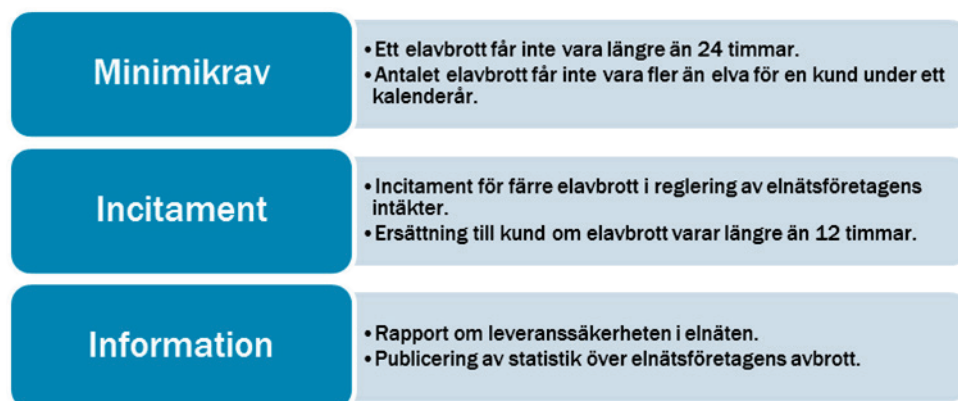 Minimikrav
• Ett elavbrott får inte vara längre än 24 timmar.
• Antalet elavbrott får inte vara fler än elva för en kund under ett
kalenderår.
Incitament
• Incitament för färre elavbrott i reglering av elnätsföretagens
intäkter.
• Ersättning till kund om elavbrott varar längre än 12 timmar.
Information
• Rapport om leveranssäkerheten i elnäten.
• Publicering av statistik över elnätsföretagens avbrott.